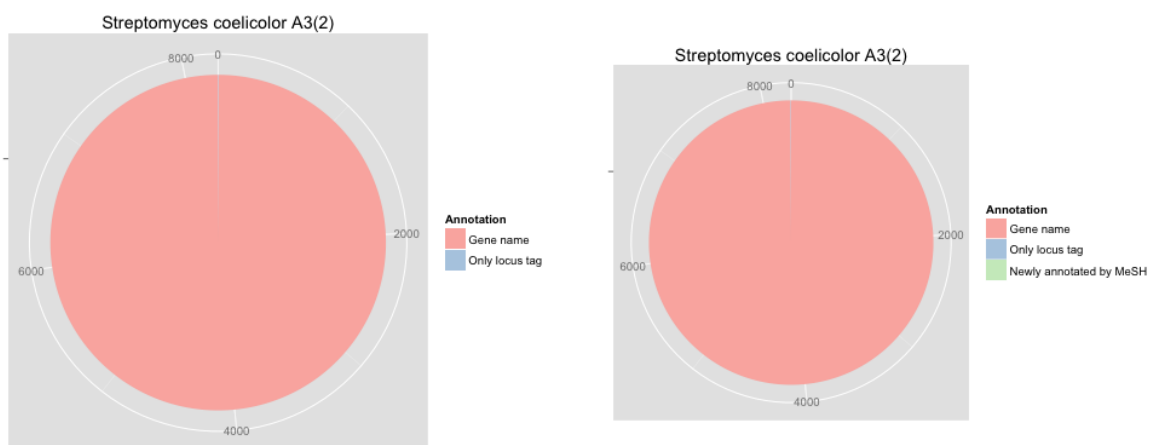 Streptomyces coelicolor A3(2)
0
8000
2000
6000
4000
Annotation
Gene name
Only locus tag
Streptomyces coelicolor A3(2)
0
8000
2000
6000
4000
Annotation
Gene name
Only locus tag
Newly annotated by MeSH